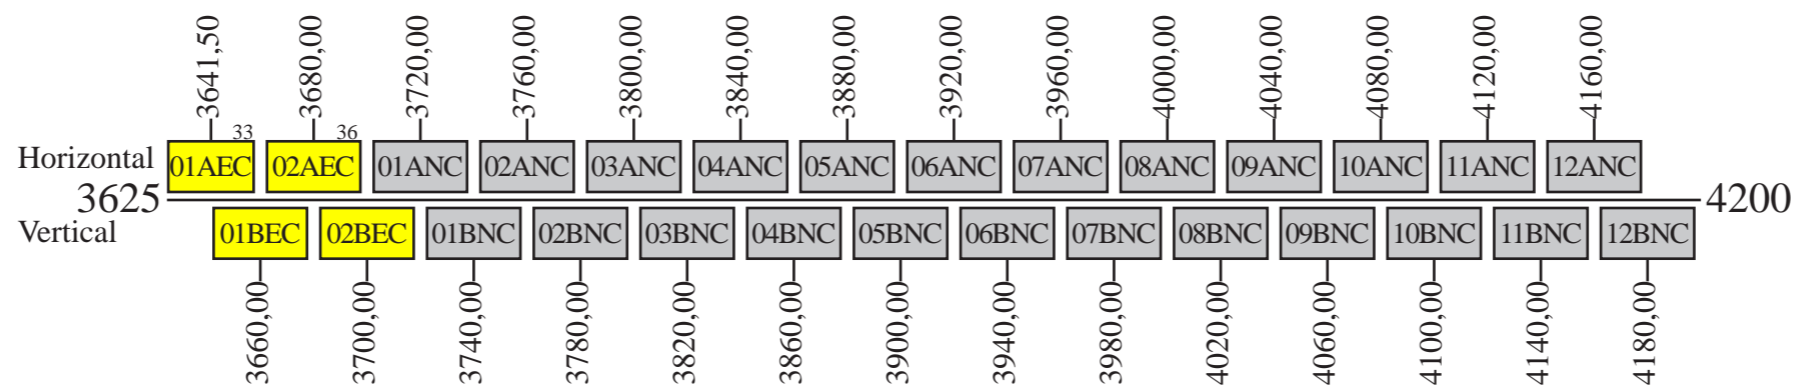 3641,50 3680,00 3720,00 3760,00 3800,00 3840,00 3880,00 3920,00 3960,00 4000,00 4040,00 4080,00 4120,00 4160,00
33 36
Horizontal 01AEC 02AEC 01ANC 02ANC 03ANC 04ANC 05ANC 06ANC 07ANC 08ANC 09ANC 10ANC 11ANC 12ANC
3625 4200
Vertical 01BEC 02BEC 01BNC 02BNC 03BNC 04BNC 05BNC 06BNC 07BNC 08BNC 09BNC 10BNC 11BNC 12BNC
3660,00 3700,00 3740,00 3780,00 3820,00 3860,00 3900,00 3940,00 3980,00 4020,00 4060,00 4100,00 4140,00 4180,00